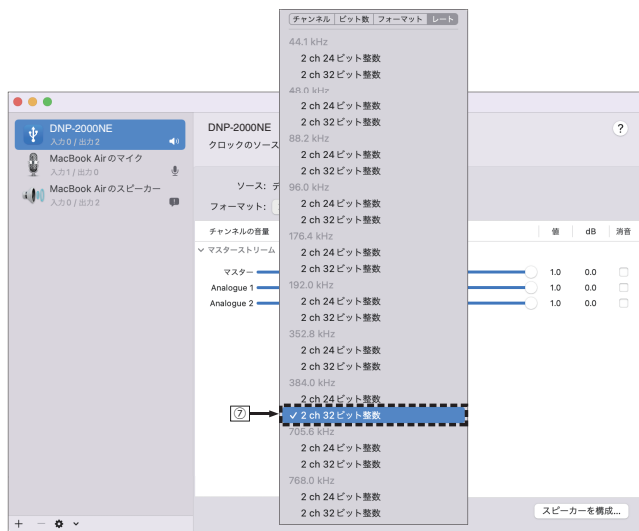 チャンネル ビット数 フォーマット レート
44.1 kHz
2 ch 24 ビット整数
2 ch 32 ビット整数
48.0 kHz
2 ch 24 ビット整数
2 ch 32 ビット整数
88.2 kHz
2 ch 24 ビット整数
2 ch 32 ビット整数
96.0 kHz
2 ch 24 ビット整数
2 ch 32 ビット整数
176.4 kHz
2 ch 24 ビット整数
2 ch 32 ビット整数
192.0 kHz
2 ch 24 ビット整数
2 ch 32 ビット整数
352.8 kHz
2 ch 24 ビット整数
2 ch 32 ビット整数
384.0 kHz
2 ch 24 ビット整数
⑦
✓ 2 ch 32 ビット整数
705.6 kHz
2 ch 24 ビット整数
2 ch 32 ビット整数
768.0 kHz
2 ch 24 ビット整数
2 ch 32 ビット整数
DNP-2000NE
入力 0 / 出力 2
MacBook Airのマイク
入力 1 / 出力 0
MacBook Airのスピーカー
入力 0 / 出力 2
DNP-2000NE
?
クロックのソース
ソース:
フォーマット:
チャンネルの音量 値 dB 消音
マスターストリーム
マスター 1.0 0.0
Analogue 1 1.0 0.0
Analogue 2 1.0 0.0
スピーカーを構成...